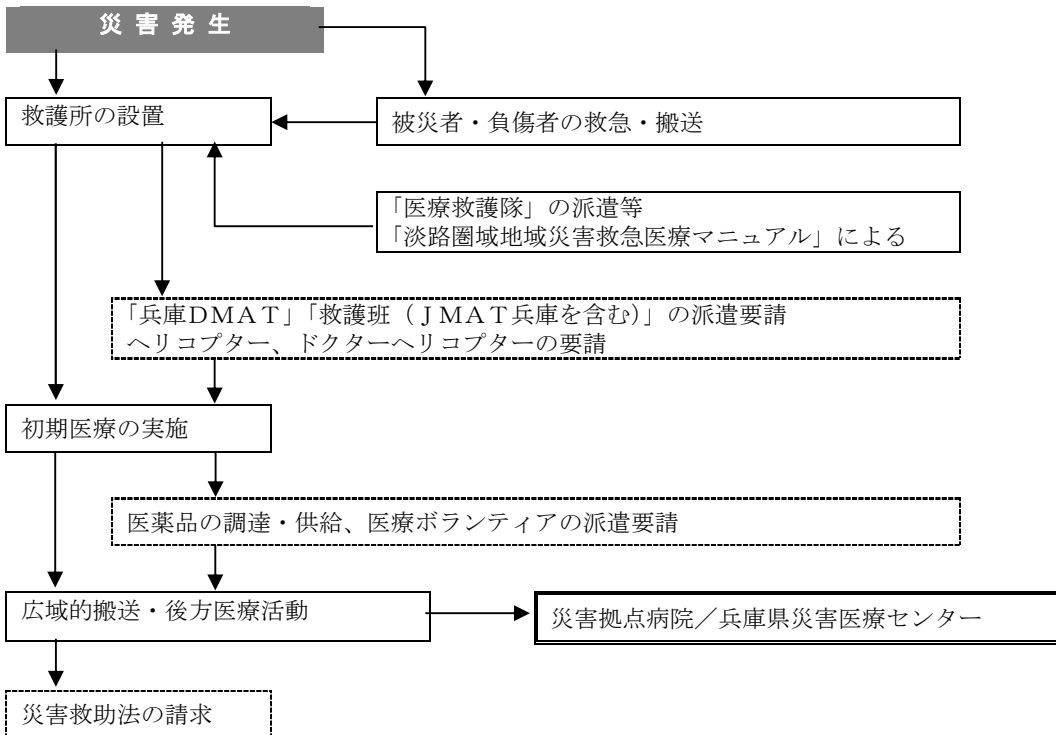 災 害 発 生
救護所の設置
被災者・負傷者の救急・搬送
「医療救護隊」の派遣等
「淡路圏域地域災害救急医療マニュアル」による
「兵庫DMAT」「救護班（JMAT兵庫を含む）」の派遣要請
ヘリコプター、ドクターヘリコプターの要請
初期医療の実施
医薬品の調達・供給、医療ボランティアの派遣要請
広域的搬送・後方医療活動
災害拠点病院／兵庫県災害医療センター
災害救助法の請求